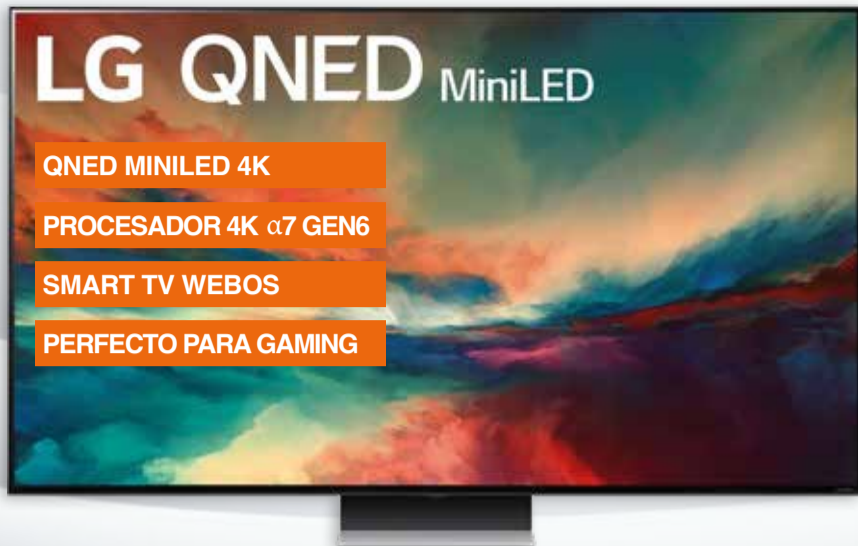 LG QNED MiniLED
QNED MINILED 4K
PROCESADOR 4K α7 GEN6
SMART TV WEBOS
PERFECTO PARA GAMING